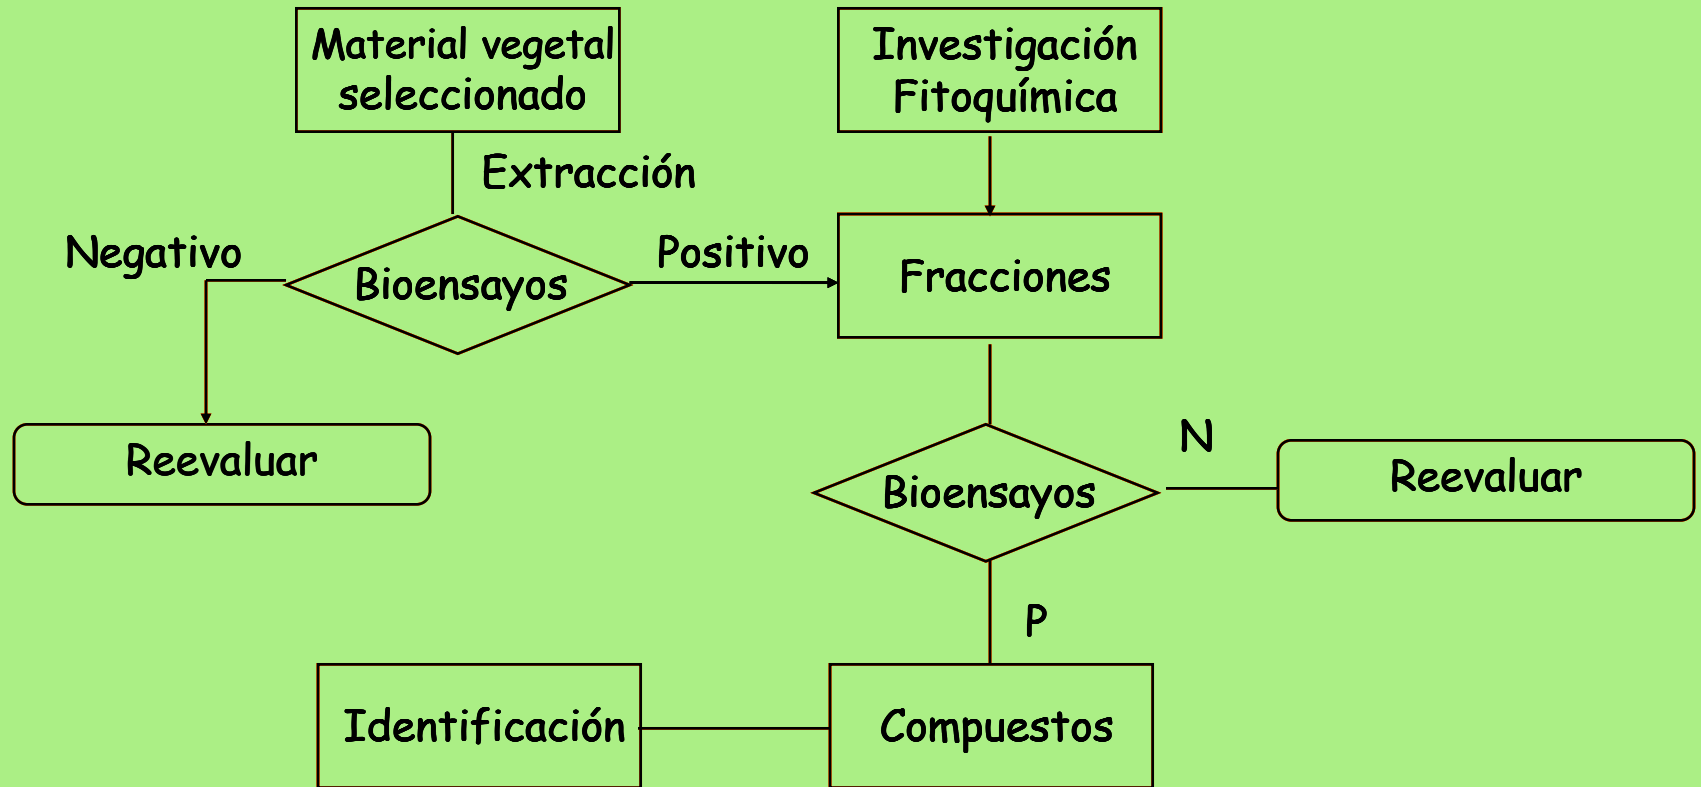 Material vegetal
seleccionado
Investigación
Fitoquímica
Extracción
Negativo
Bioensayos
Positivo
Fracciones
Reevaluar
Bioensayos
N
Reevaluar
P
Identificación
Compuestos